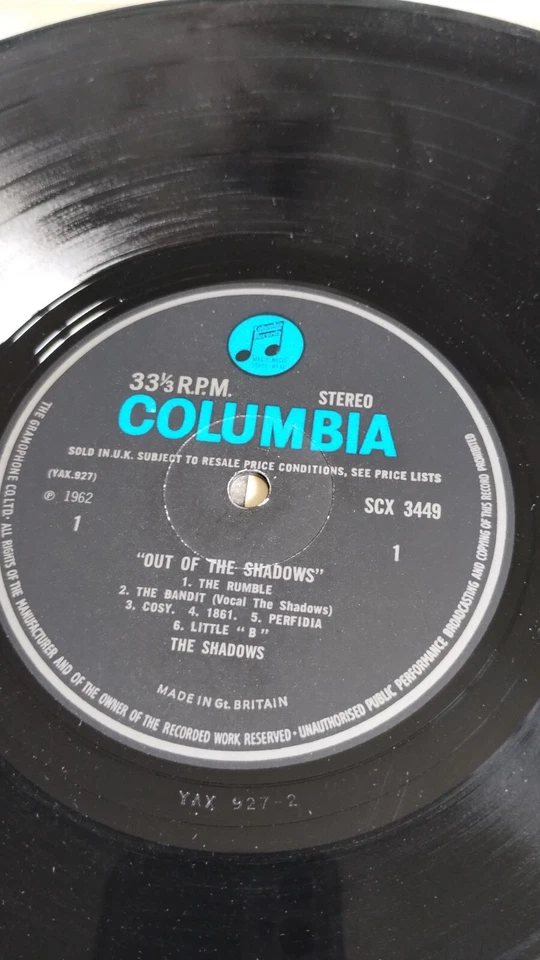 Columbia
33⅓ R.P.M.
STEREO
COLUMBIA
SOLD IN U.K. SUBJECT TO RESALE PRICE CONDITIONS, SEE PRICE LISTS
(YAX.927)
℗ 1962
SCX 3449
1
1
"OUT OF THE SHADOWS"
1. THE RUMBLE
2. THE BANDIT (Vocal The Shadows)
3. COSY. 4. 1861. 5. PERFIDIA
6. LITTLE "B"
THE SHADOWS
MADE IN Gt. BRITAIN
THE GRAMOPHONE CO. LTD. ALL RIGHTS OF THE MANUFACTURER AND OF THE OWNER OF THE RECORDED WORK RESERVED · UNAUTHORISED PUBLIC PERFORMANCE BROADCASTING AND COPYING OF THIS RECORD PROHIBITED
YAX 927-2